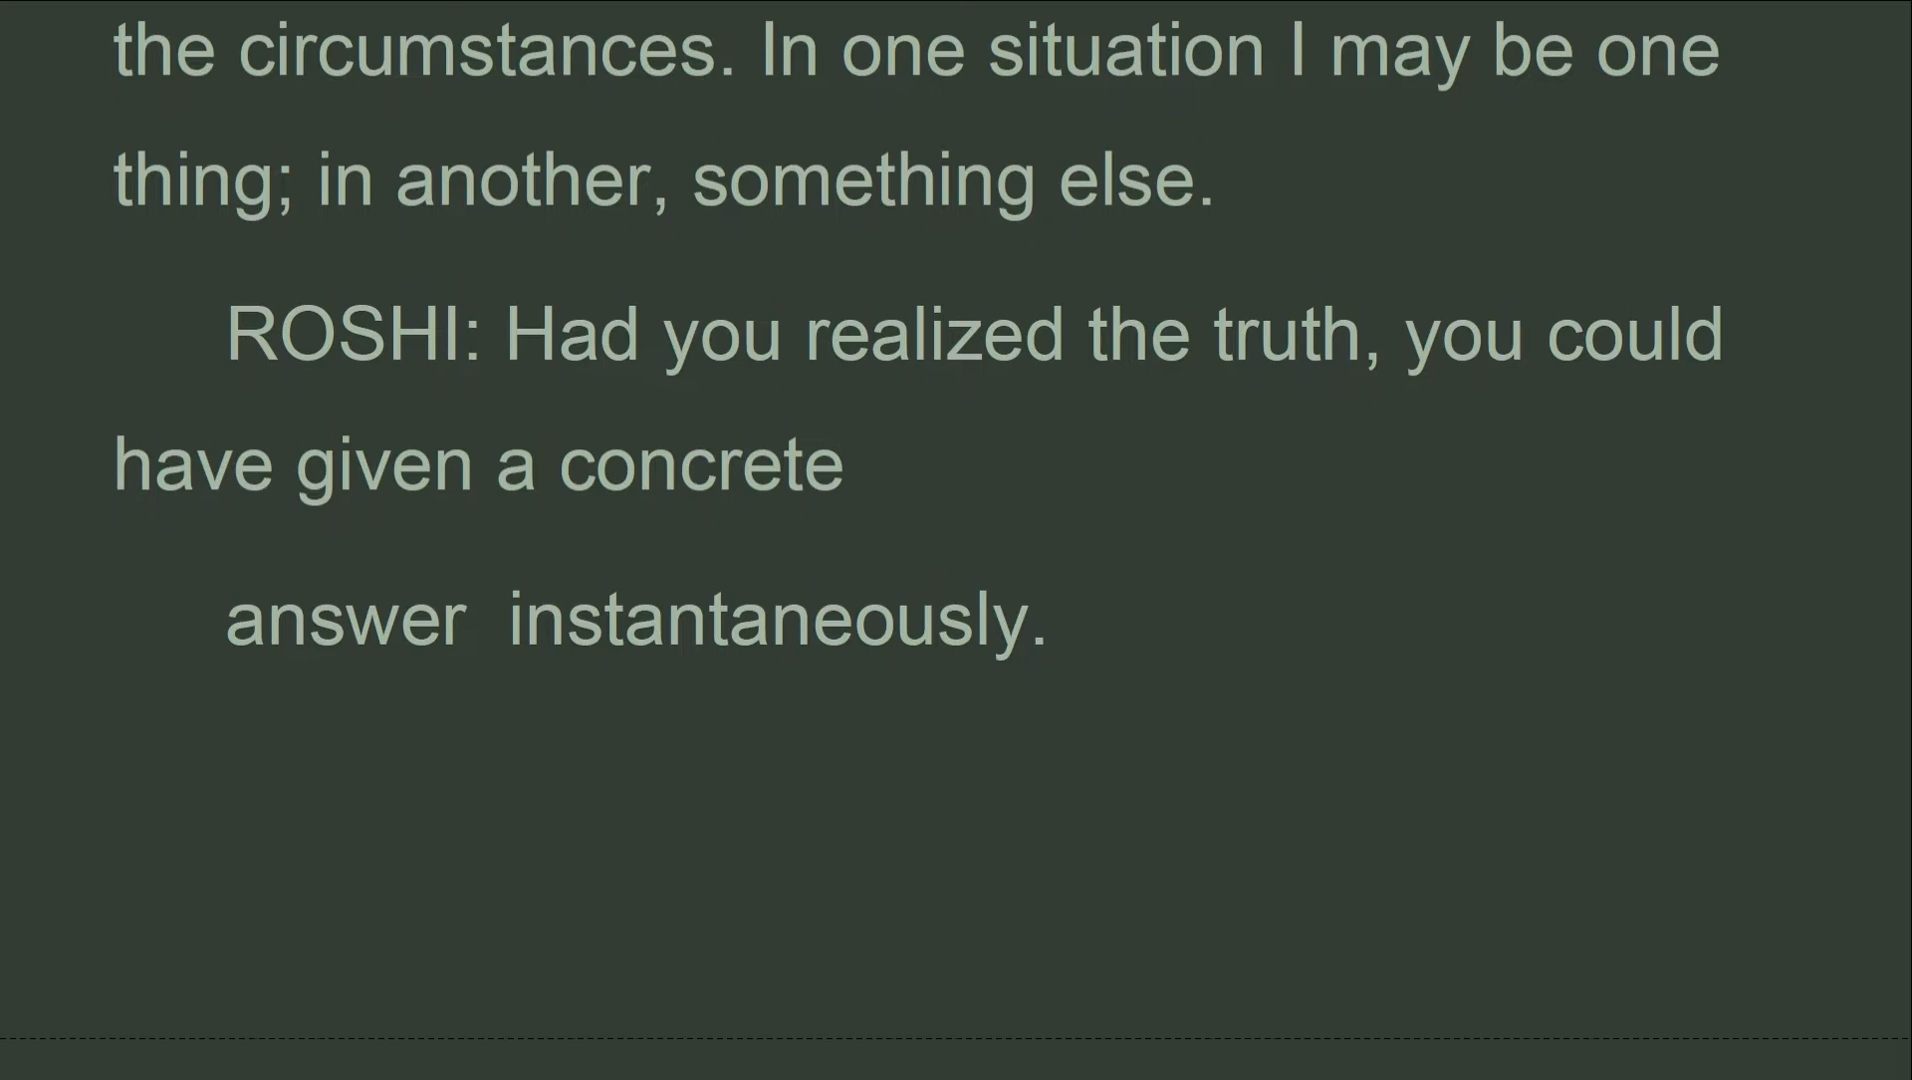 the circumstances. In one situation I may be one
thing; in another, something else.
ROSHI: Had you realized the truth, you could
have given a concrete
answer instantaneously.